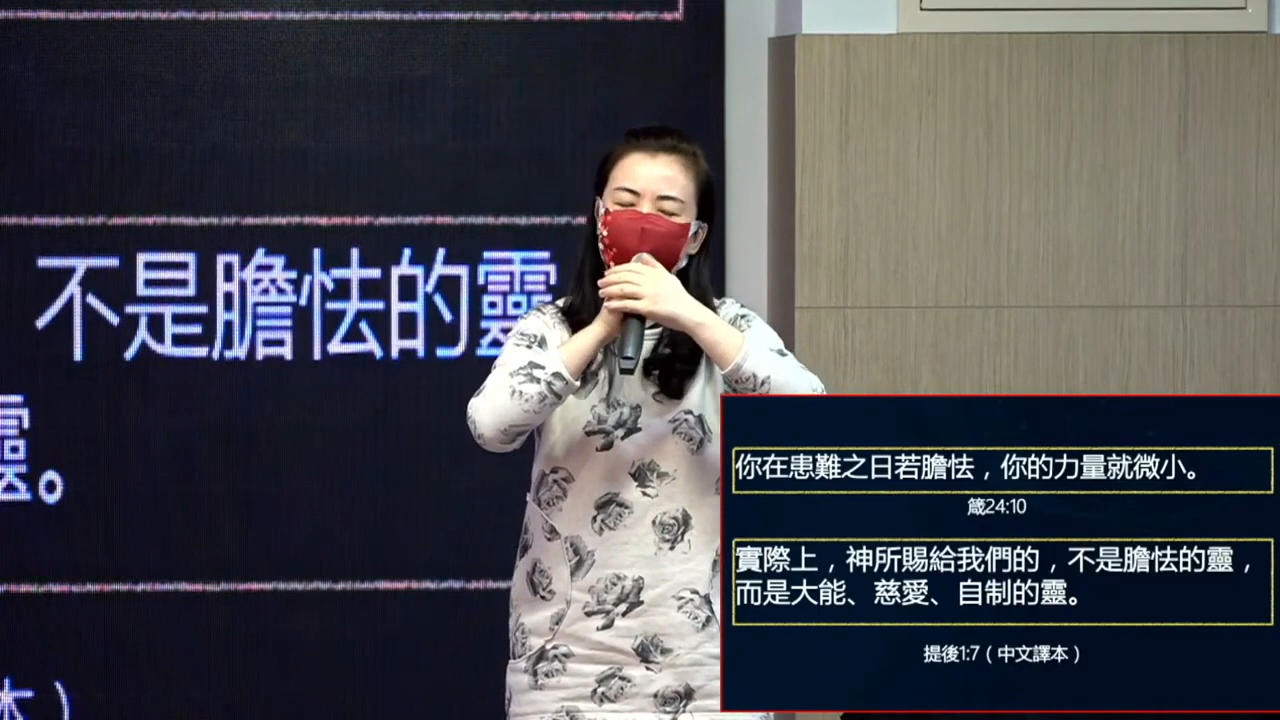 不是膽怯的靈
靈。
本）
你在患難之日若膽怯，你的力量就微小。
箴24:10
實際上，神所賜給我們的，不是膽怯的靈，
而是大能、慈愛、自制的靈。
提後1:7（中文譯本）